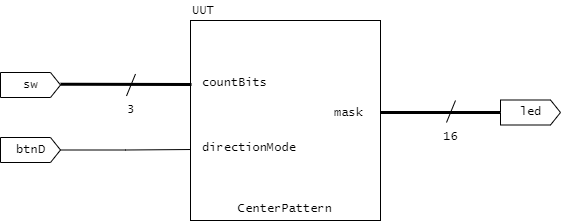 UUT
sw
3
countBits
mask
16
led
btnD
directionMode
CenterPattern